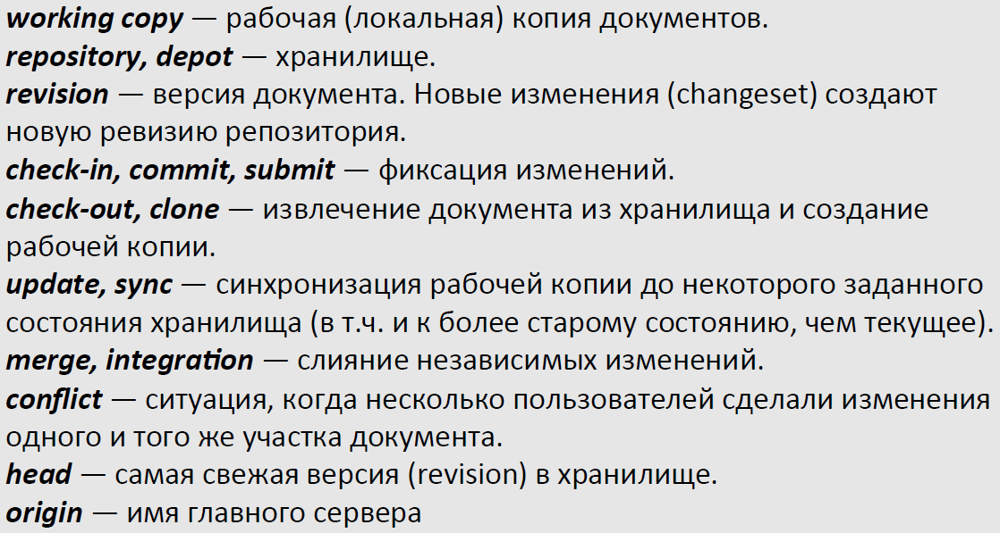 working copy — рабочая (локальная) копия документов.
repository, depot — хранилище.
revision — версия документа. Новые изменения (changeset) создают
новую ревизию репозитория.
check-in, commit, submit — фиксация изменений.
check-out, clone — извлечение документа из хранилища и создание
рабочей копии.
update, sync — синхронизация рабочей копии до некоторого заданного
состояния хранилища (в т.ч. и к более старому состоянию, чем текущее).
merge, integration — слияние независимых изменений.
conflict — ситуация, когда несколько пользователей сделали изменения
одного и того же участка документа.
head — самая свежая версия (revision) в хранилище.
origin — имя главного сервера